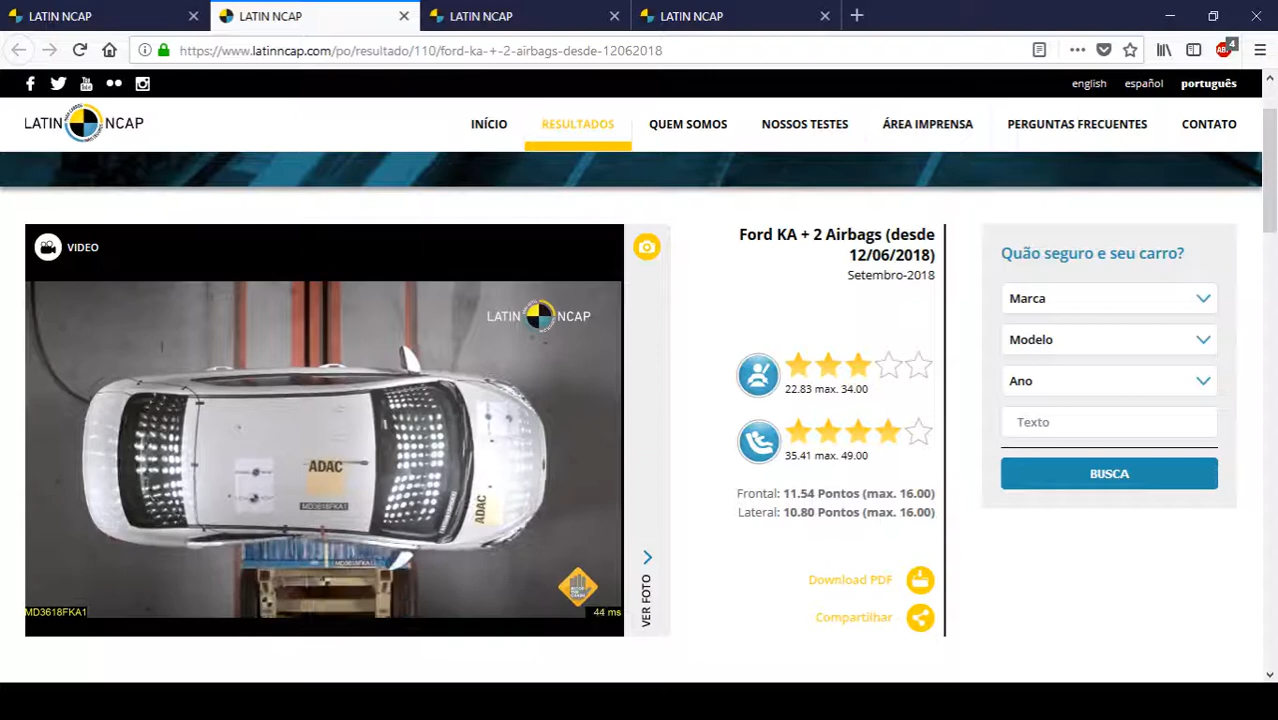 LATIN NCAP
LATIN NCAP
LATIN NCAP
LATIN NCAP
https://www.latinncap.com/po/resultado/110/ford-ka-+-2-airbags-desde-12062018
4
english español português
LATIN NCAP
INÍCIO RESULTADOS QUEM SOMOS NOSSOS TESTES ÁREA IMPRENSA PERGUNTAS FRECUENTES CONTATO
VIDEO
LATIN NCAP
ADAC
MD3618FKA1
ADAC
MD3618FKA1
MD3618FKA1
44 ms
VER FOTO
Ford KA + 2 Airbags (desde
12/06/2018)
Setembro-2018
22.83 max. 34.00
35.41 max. 49.00
Frontal: 11.54 Pontos (max. 16.00)
Lateral: 10.80 Pontos (max. 16.00)
Download PDF
Compartilhar
Quão seguro e seu carro?
Marca
Modelo
Ano
Texto
BUSCA